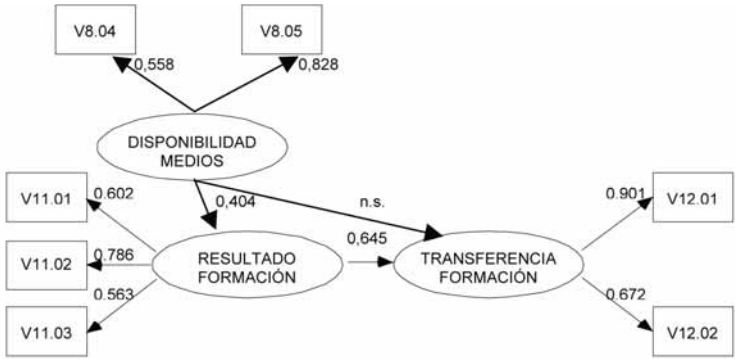 V8.04
V8.05
0,558
0,828
DISPONIBILIDAD
MEDIOS
V11.01
0.602
0,404
n.s.
0.901
V12.01
V11.02
0.786
RESULTADO
FORMACIÓN
0,645
TRANSFERENCIA
FORMACIÓN
0.563
0.672
V11.03
V12.02